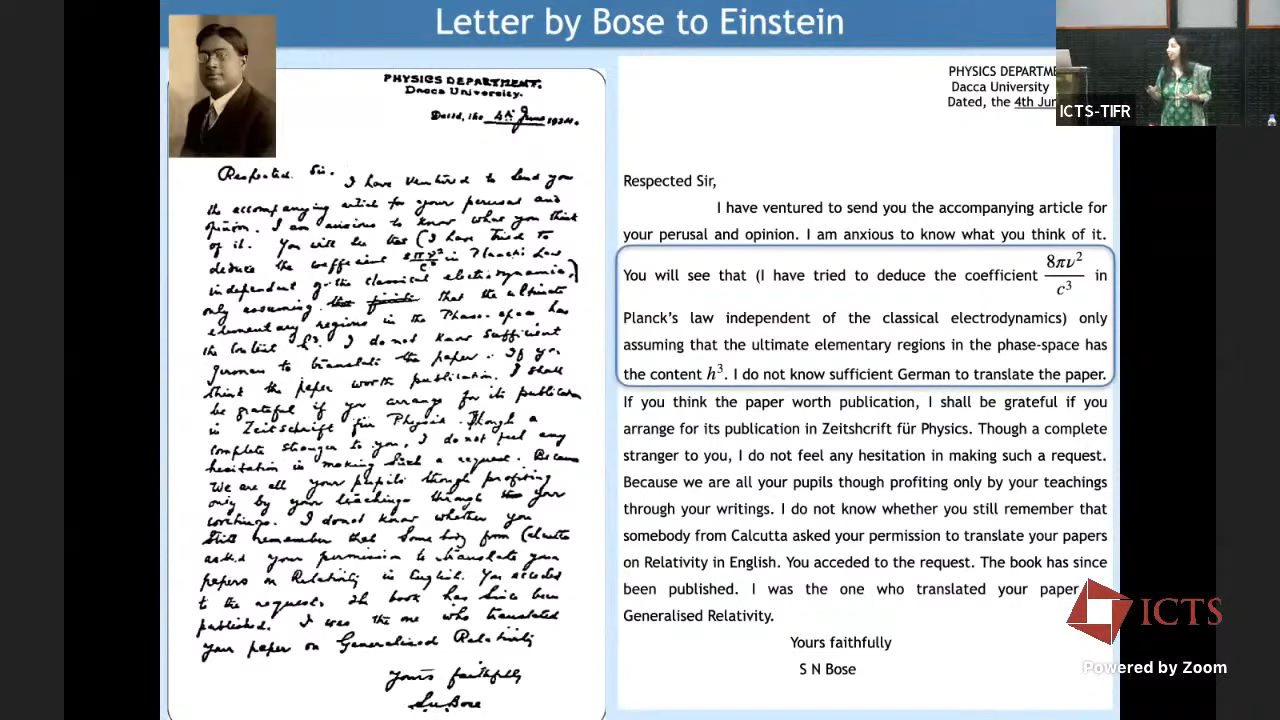 Letter by Bose to Einstein
PHYSICS DEPARTMENT.
Dacca University.
Dated, the 4th June 1924.
Respected Sir. I have ventured to send you
the accompanying article for your perusal and
opinion. I am anxious to know what you think
of it. You will see that (I have tried to
deduce the coefficient 8πν²/c³ in Planck's Law
independent of the classical electrodynamics)
only assuming that the ultimate
elementary regions in the Phase-space has
the content h³. I do not know sufficient
German to translate the paper. If you
think the paper worth publication, I shall
be grateful if you arrange for its publication
in Zeitschrift für Physik. Though a
complete stranger to you, I do not feel any
hesitation in making such a request. Because
We are all your pupils though profiting
only by your teachings through your
writings. I do not know whether you
still remember that Somebody from Calcutta
asked your permission to translate your
papers on Relativity in English. You acceded
to the request. The book has since been
published. I was the one who translated
your paper on Generalised Relativity
Yours faithfully
S.N. Bose
PHYSICS DEPARTME
Dacca University
Dated, the 4th Jun
Respected Sir,
I have ventured to send you the accompanying article for
your perusal and opinion. I am anxious to know what you think of it.
You will see that (I have tried to deduce the coefficient 8πν²/c³ in
Planck's law independent of the classical electrodynamics) only
assuming that the ultimate elementary regions in the phase-space has
the content h³. I do not know sufficient German to translate the paper.
If you think the paper worth publication, I shall be grateful if you
arrange for its publication in Zeitshcrift für Physics. Though a complete
stranger to you, I do not feel any hesitation in making such a request.
Because we are all your pupils though profiting only by your teachings
through your writings. I do not know whether you still remember that
somebody from Calcutta asked your permission to translate your papers
on Relativity in English. You acceded to the request. The book has since
been published. I was the one who translated your paper
Generalised Relativity.
Yours faithfully
S N Bose
ICTS-TIFR
ICTS
Powered by Zoom